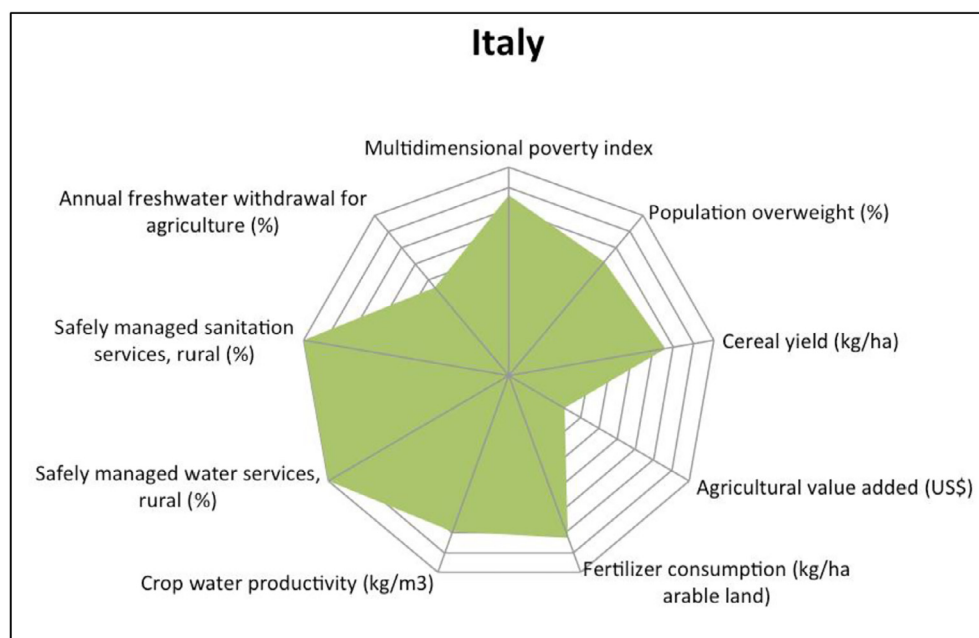 Italy
Multidimensional poverty index
Annual freshwater withdrawal for
agriculture (%)
Population overweight (%)
Safely managed sanitation
services, rural (%)
Cereal yield (kg/ha)
Safely managed water services,
rural (%)
Agricultural value added (US$)
Crop water productivity (kg/m3)
Fertilizer consumption (kg/ha
arable land)